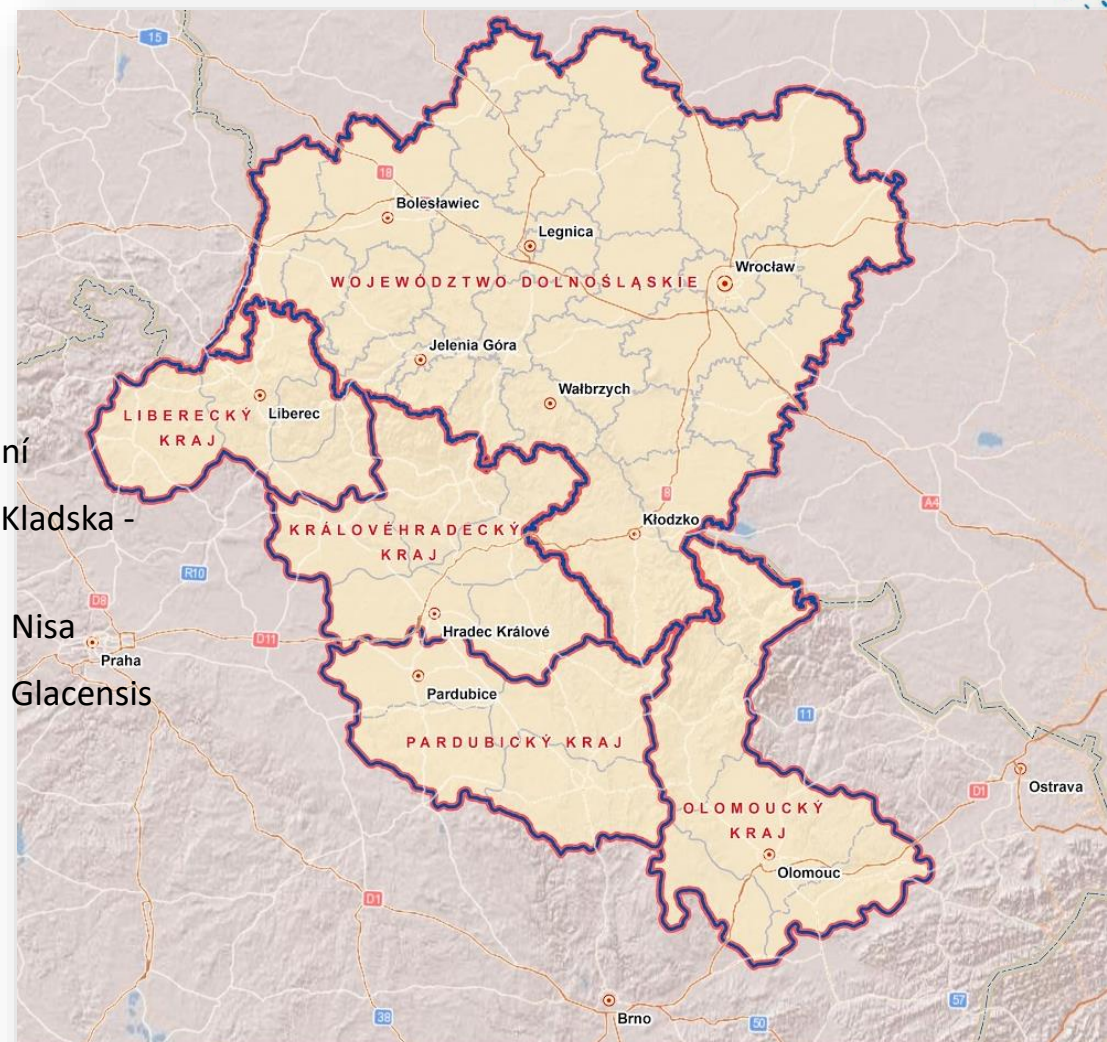 15
18
Bolesławiec
Legnica
Wrocław
WOJEWÓDZTWO DOLNOŚLĄSKIE
Jelenia Góra
Wałbrzych
LIBERECKÝ
KRAJ
Liberec
ní
Kladska -
8
A4
Kłodzko
KRÁLOVÉHRADECKÝ
KRAJ
R10
D8
Nisa
Praha
D11
Hradec Králové
Glacensis
Pardubice
11
PARDUBICKÝ KRAJ
Ostrava
D1
OLOMOUCKÝ
KRAJ
Olomouc
D1
Brno
38
50
57